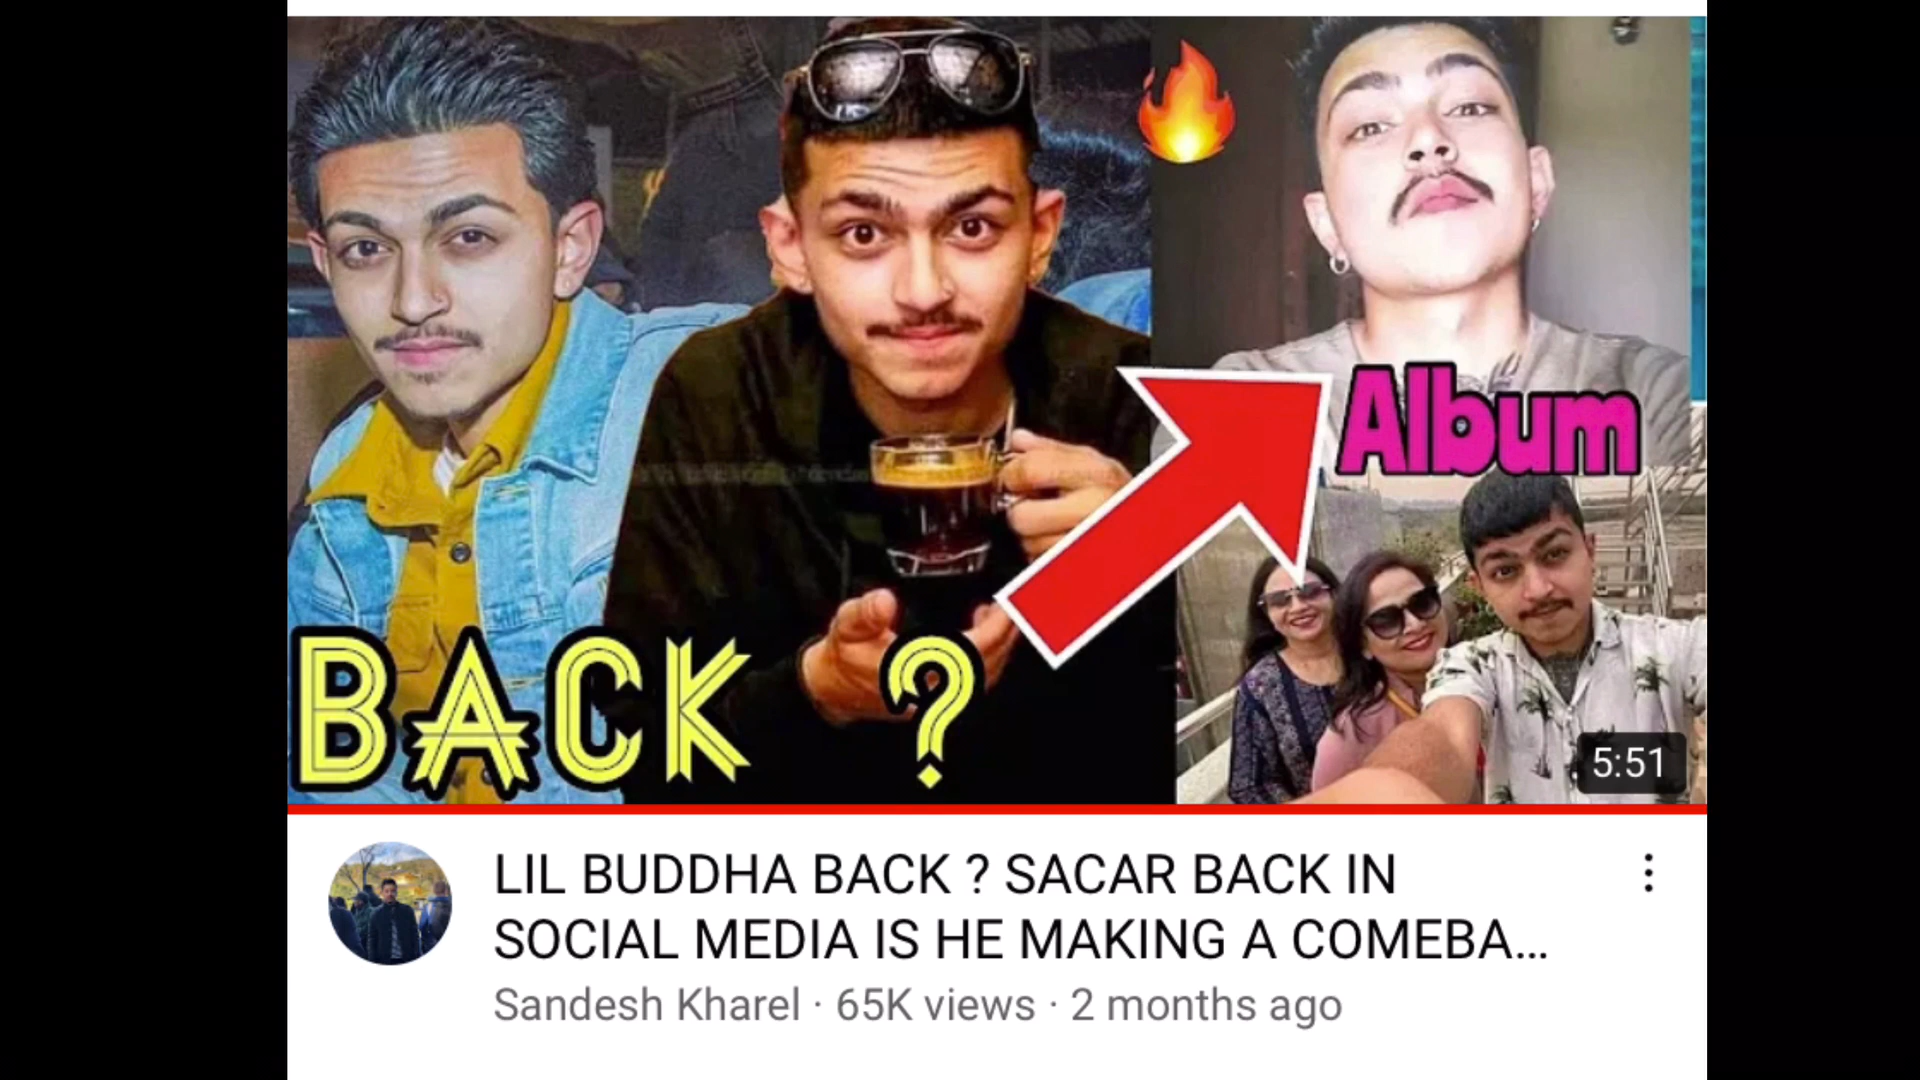 Album
BACK ?
5:51
LIL BUDDHA BACK ? SACAR BACK IN
SOCIAL MEDIA IS HE MAKING A COMEBA...
Sandesh Kharel · 65K views · 2 months ago